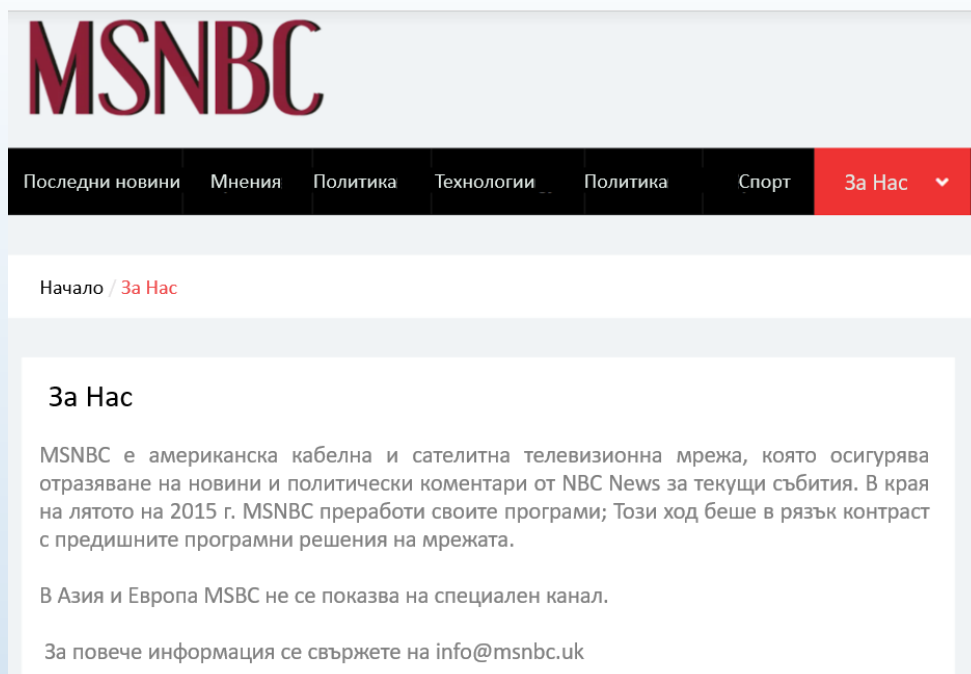 MSNBC
Последни новини Мнения Политика Технологии Политика Спорт За Нас
Начало / За Нас
За Нас
MSNBC е американска кабелна и сателитна телевизионна мрежа, която осигурява
отразяване на новини и политически коментари от NBC News за текущи събития. В края
на лятото на 2015 г. MSNBC преработи своите програми; Този ход беше в рязък контраст
с предишните програмни решения на мрежата.
В Азия и Европа MSBC не се показва на специален канал.
За повече информация се свържете на info@msnbc.uk